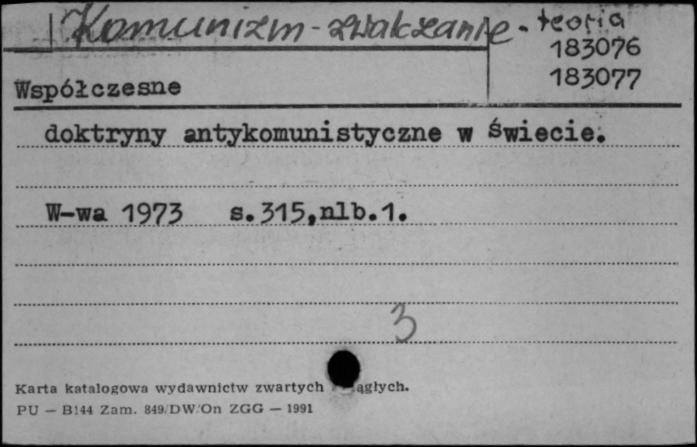 Komunizm - zwalczanie - teoria
183076
183077
Współczesne
doktryny antykomunistyczne w świecie.
W-wa 1973 s.315,nlb.1.
3
Karta katalogowa wydawnictw zwartych ągłych.
PU — B144 Zam. 849/DW/On ZGG — 1991